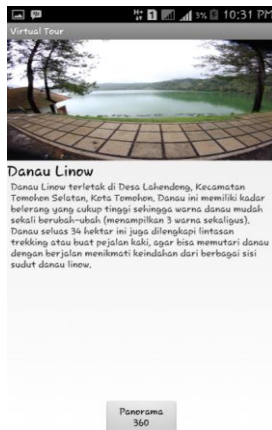 H+ 1 3% 10:31 PM
Virtual Tour
Danau Linow
Danau Linow terletak di Desa Lahendong, Kecamatan
Tomohon Selatan, Kota Tomohon. Danau ini memiliki kadar
belerang yang cukup tinggi sehingga warna danau mudah
sekali berubah-ubah (menampilkan 3 warna sekaligus).
Danau seluas 34 hektar ini juga dilengkapi lintasan
trekking atau buat pejalan kaki, agar bisa memutari danau
dengan berjalan menikmati keindahan dari berbagai sisi
sudut danau linow.
Panorama
360